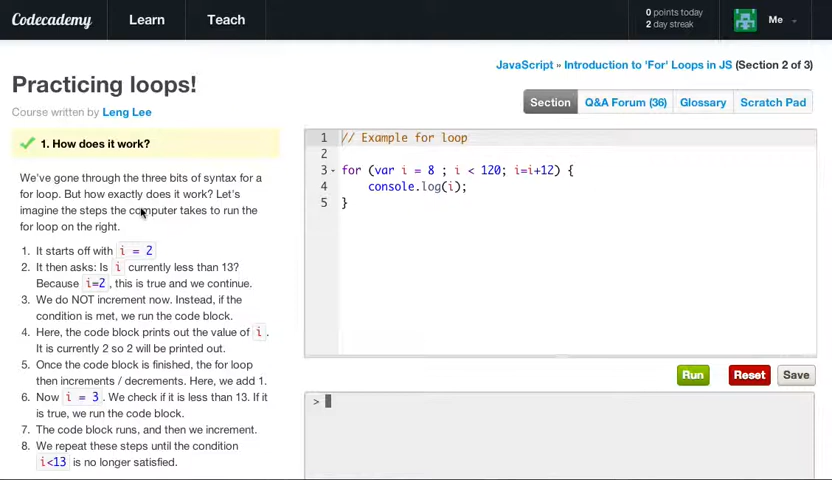 Codecademy Learn Teach 0 points today Me
2 day streak
JavaScript » Introduction to 'For' Loops in JS (Section 2 of 3)
Practicing loops!
Course written by Leng Lee
Section Q&A Forum (36) Glossary Scratch Pad
1. How does it work?
We've gone through the three bits of syntax for a
for loop. But how exactly does it work? Let's
imagine the steps the computer takes to run the
for loop on the right.
1. It starts off with i = 2
2. It then asks: Is i currently less than 13?
Because i=2, this is true and we continue.
3. We do NOT increment now. Instead, if the
condition is met, we run the code block.
4. Here, the code block prints out the value of i.
It is currently 2 so 2 will be printed out.
5. Once the code block is finished, the for loop
then increments / decrements. Here, we add 1.
6. Now i = 3. We check if it is less than 13. If it
is true, we run the code block.
7. The code block runs, and then we increment.
8. We repeat these steps until the condition
i<13 is no longer satisfied.
1 // Example for loop
2
3 for (var i = 8 ; i < 120; i=i+12) {
4 console.log(i);
5 }
Run Reset Save
>